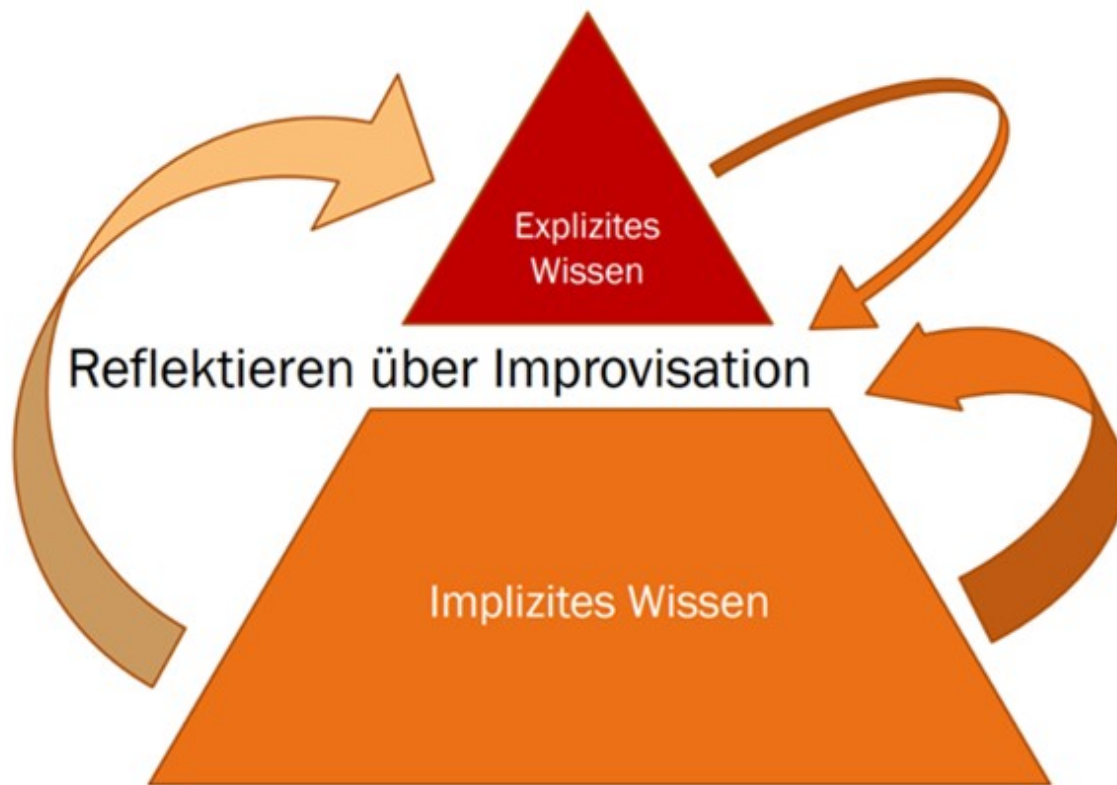 Explizites
Wissen
Reflektieren über Improvisation
Implizites Wissen